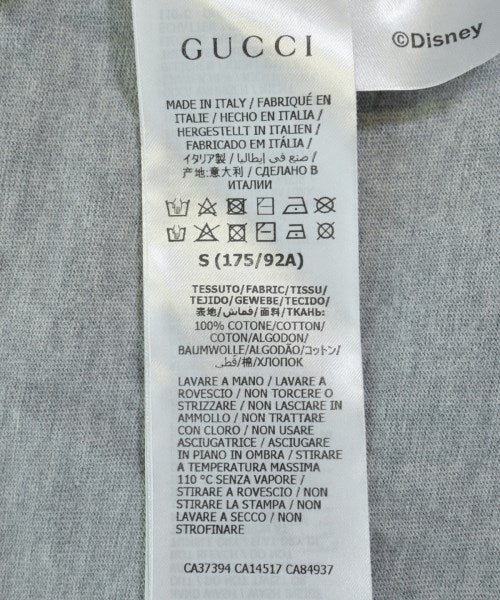 GUCCI
©Disney
MADE IN ITALY / FABRIQUÉ EN
ITALIE / HECHO EN ITALIA /
HERGESTELLT IN ITALIEN /
FABRICADO EM ITÁLIA /
イタリア製 / صنع في إيطاليا /
产地:意大利 / СДЕЛАНО В
ИТАЛИИ
S (175/92A)
TESSUTO/FABRIC/TISSU/
TEJIDO/GEWEBE/TECIDO/
表地/قماش/面料/ТКАНЬ:
100% COTONE/COTTON/
COTON/ALGODON/
BAUMWOLLE/ALGODÃO/コットン/
قطن/棉/ХЛОПОК
LAVARE A MANO / LAVARE A
ROVESCIO / NON TORCERE O
STRIZZARE / NON LASCIARE IN
AMMOLLO / NON TRATTARE
CON CLORO / NON USARE
ASCIUGATRICE / ASCIUGARE
IN PIANO IN OMBRA / STIRARE
A TEMPERATURA MASSIMA
110 °C SENZA VAPORE /
STIRARE A ROVESCIO / NON
STIRARE LA STAMPA / NON
LAVARE A SECCO / NON
STROFINARE
CA37394 CA14517 CA84937